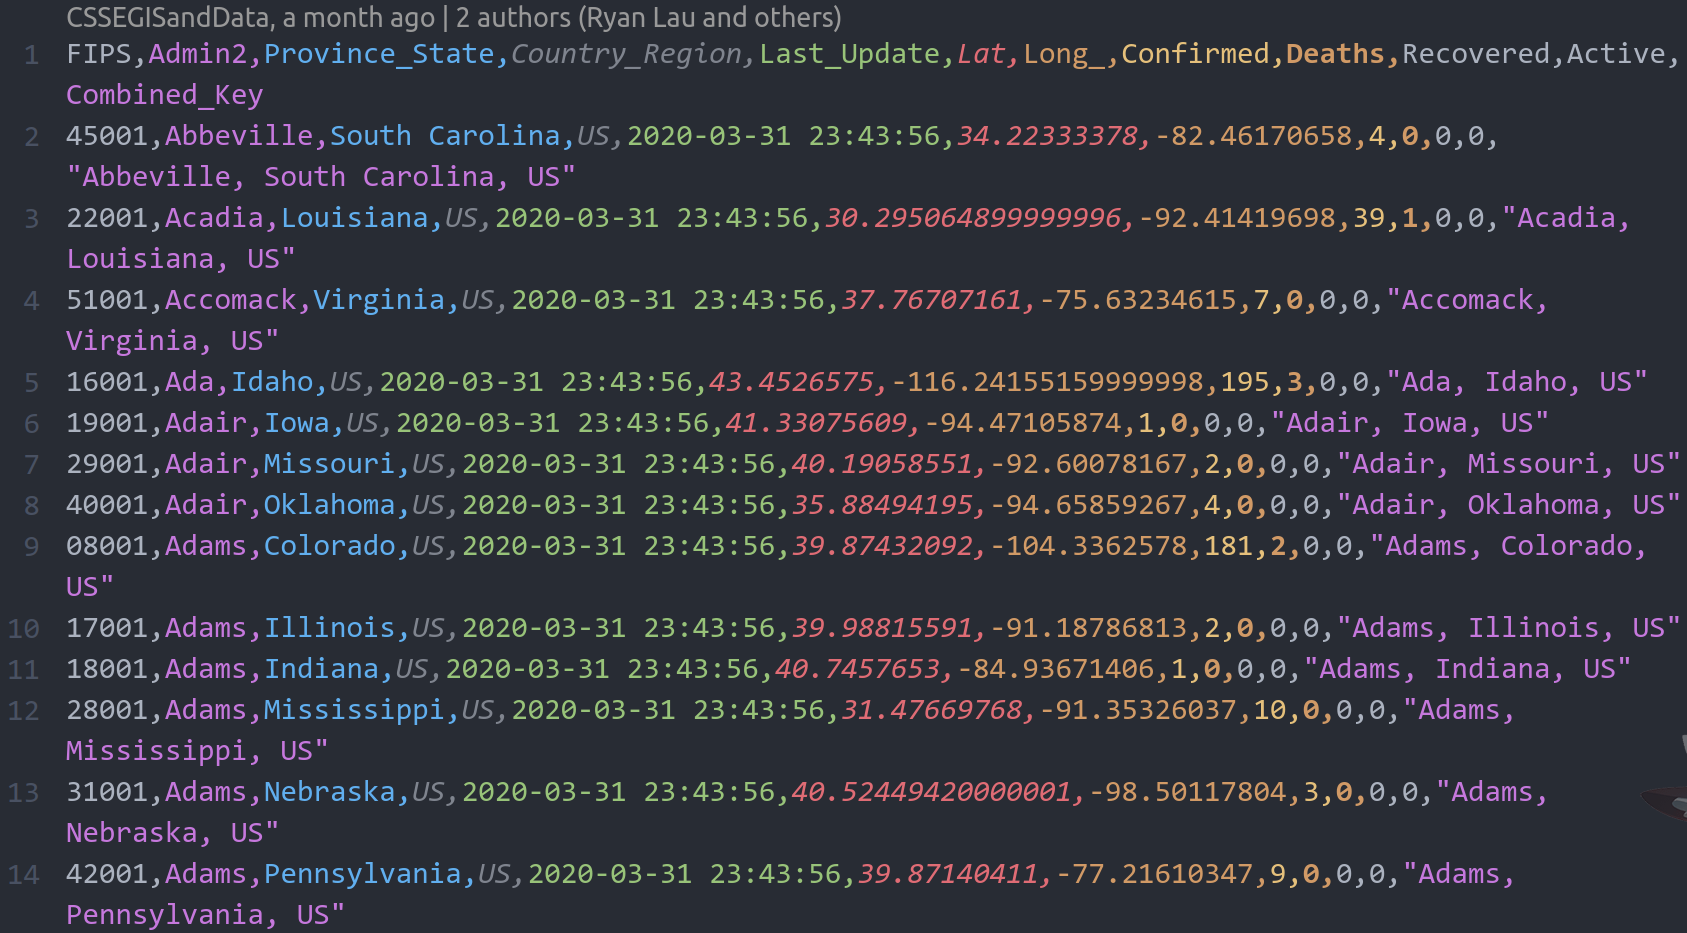 CSSEGISandData, a month ago | 2 authors (Ryan Lau and others)
1 FIPS,Admin2,Province_State,Country_Region,Last_Update,Lat,Long_,Confirmed,Deaths,Recovered,Active,
Combined_Key
2 45001,Abbeville,South Carolina,US,2020-03-31 23:43:56,34.22333378,-82.46170658,4,0,0,0,
"Abbeville, South Carolina, US"
3 22001,Acadia,Louisiana,US,2020-03-31 23:43:56,30.295064899999996,-92.41419698,39,1,0,0,"Acadia,
Louisiana, US"
4 51001,Accomack,Virginia,US,2020-03-31 23:43:56,37.76707161,-75.63234615,7,0,0,0,"Accomack,
Virginia, US"
5 16001,Ada,Idaho,US,2020-03-31 23:43:56,43.4526575,-116.24155159999998,195,3,0,0,"Ada, Idaho, US"
6 19001,Adair,Iowa,US,2020-03-31 23:43:56,41.33075609,-94.47105874,1,0,0,0,"Adair, Iowa, US"
7 29001,Adair,Missouri,US,2020-03-31 23:43:56,40.19058551,-92.60078167,2,0,0,0,"Adair, Missouri, US"
8 40001,Adair,Oklahoma,US,2020-03-31 23:43:56,35.88494195,-94.65859267,4,0,0,0,"Adair, Oklahoma, US"
9 08001,Adams,Colorado,US,2020-03-31 23:43:56,39.87432092,-104.3362578,181,2,0,0,"Adams, Colorado,
US"
10 17001,Adams,Illinois,US,2020-03-31 23:43:56,39.98815591,-91.18786813,2,0,0,0,"Adams, Illinois, US"
11 18001,Adams,Indiana,US,2020-03-31 23:43:56,40.7457653,-84.93671406,1,0,0,0,"Adams, Indiana, US"
12 28001,Adams,Mississippi,US,2020-03-31 23:43:56,31.47669768,-91.35326037,10,0,0,0,"Adams,
Mississippi, US"
13 31001,Adams,Nebraska,US,2020-03-31 23:43:56,40.52449420000001,-98.50117804,3,0,0,0,"Adams,
Nebraska, US"
14 42001,Adams,Pennsylvania,US,2020-03-31 23:43:56,39.87140411,-77.21610347,9,0,0,0,"Adams,
Pennsylvania, US"